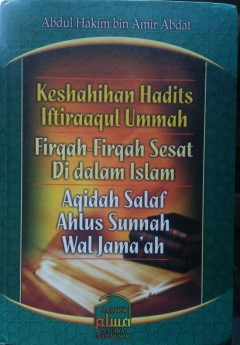 Abdul Hakim bin Amir Abdat
Keshahihan Hadits
Iftiraaqul Ummah
Firqah-Firqah Sesat
Di dalam Islam
Aqidah Salaf
Ahlus Sunnah
Wal Jama'ah